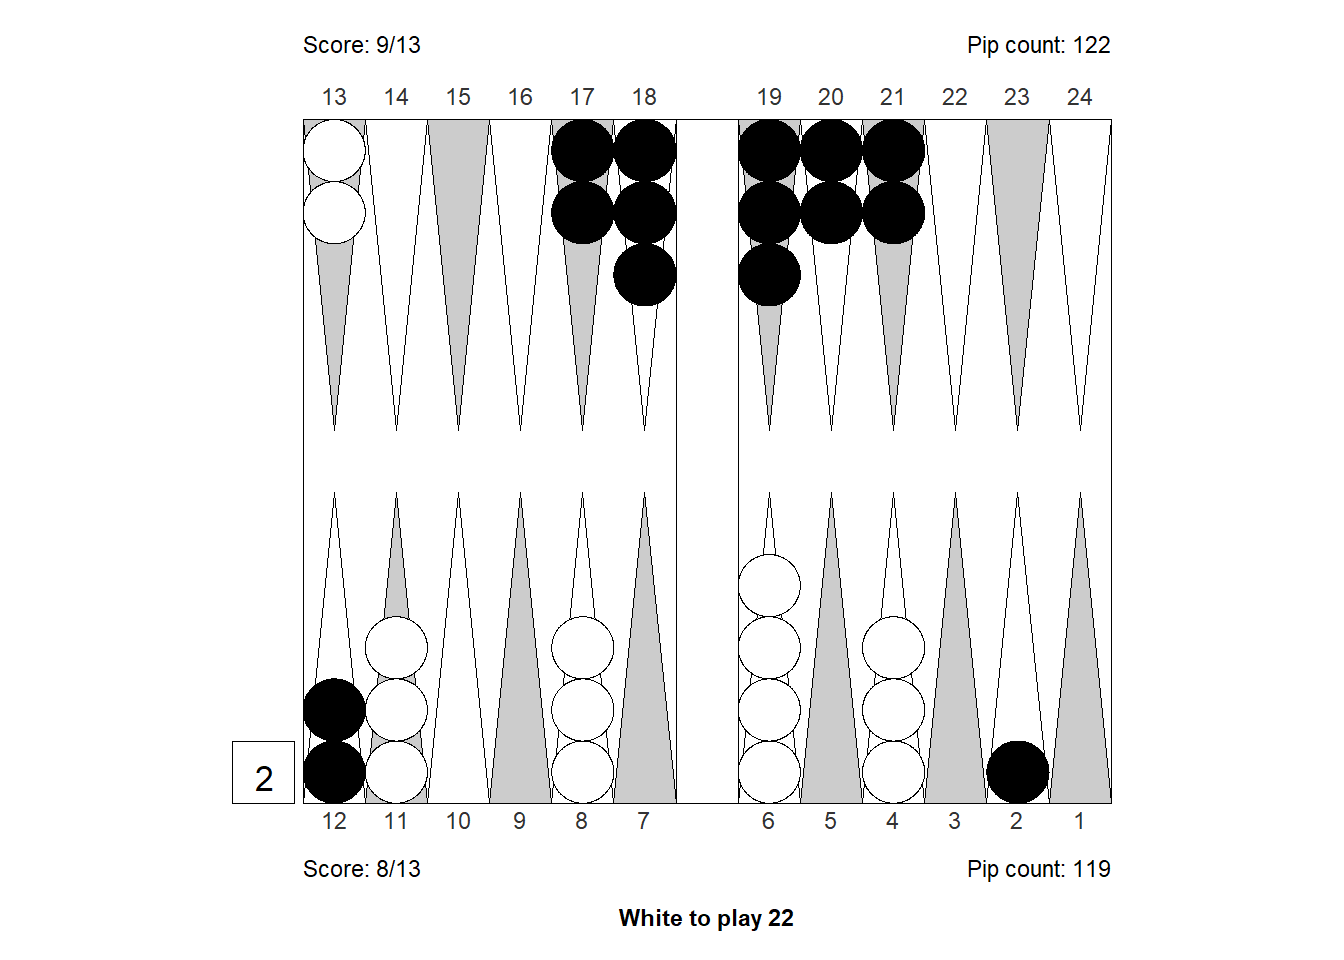 Score: 9/13 Pip count: 122
13 14 15 16 17 18 19 20 21 22 23 24
2
12 11 10 9 8 7 6 5 4 3 2 1
Score: 8/13 Pip count: 119
White to play 22